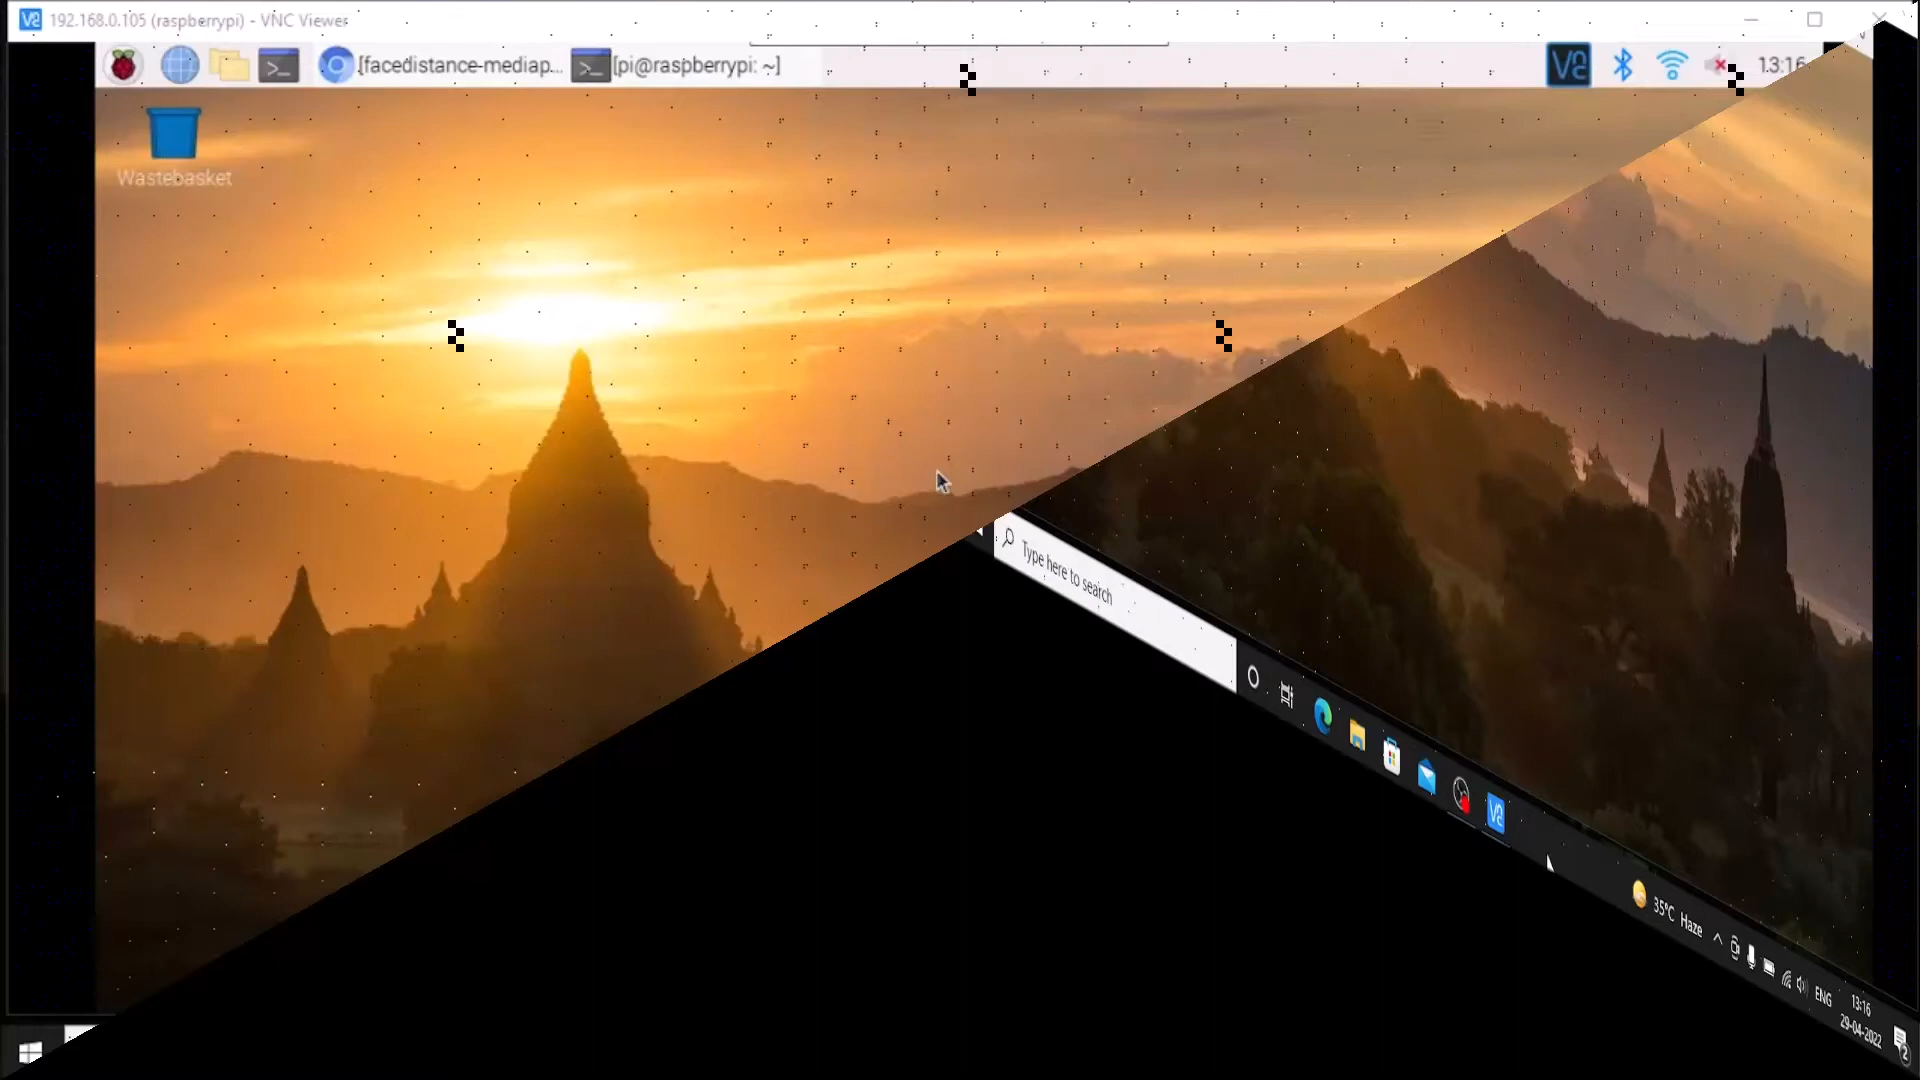 192.168.0.105 (raspberrypi) - VNC Viewer
[facedistance-mediap... [pi@raspberrypi: ~] 13:16
Wastebasket
Type here to search
35°C Haze
ENG
13:16
29-04-2022
2